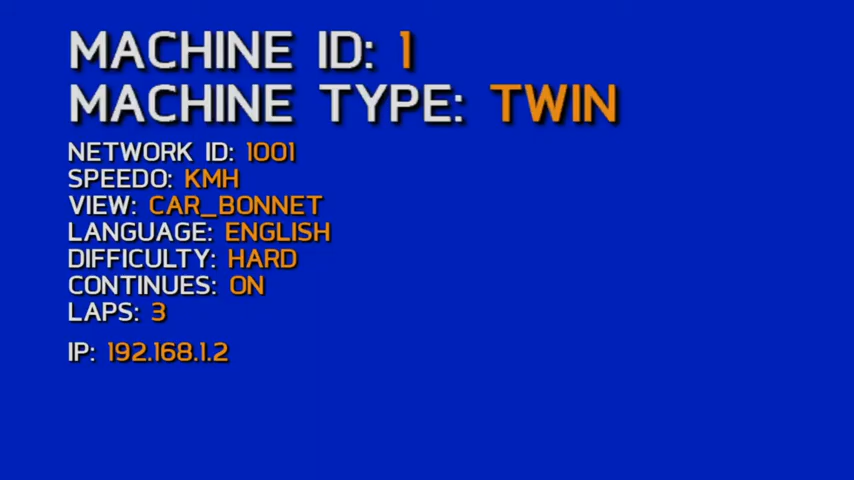 MACHINE ID: 1
MACHINE TYPE: TWIN
NETWORK ID: 1001
SPEEDO: KMH
VIEW: CAR_BONNET
LANGUAGE: ENGLISH
DIFFICULTY: HARD
CONTINUES: ON
LAPS: 3
IP: 192.168.1.2